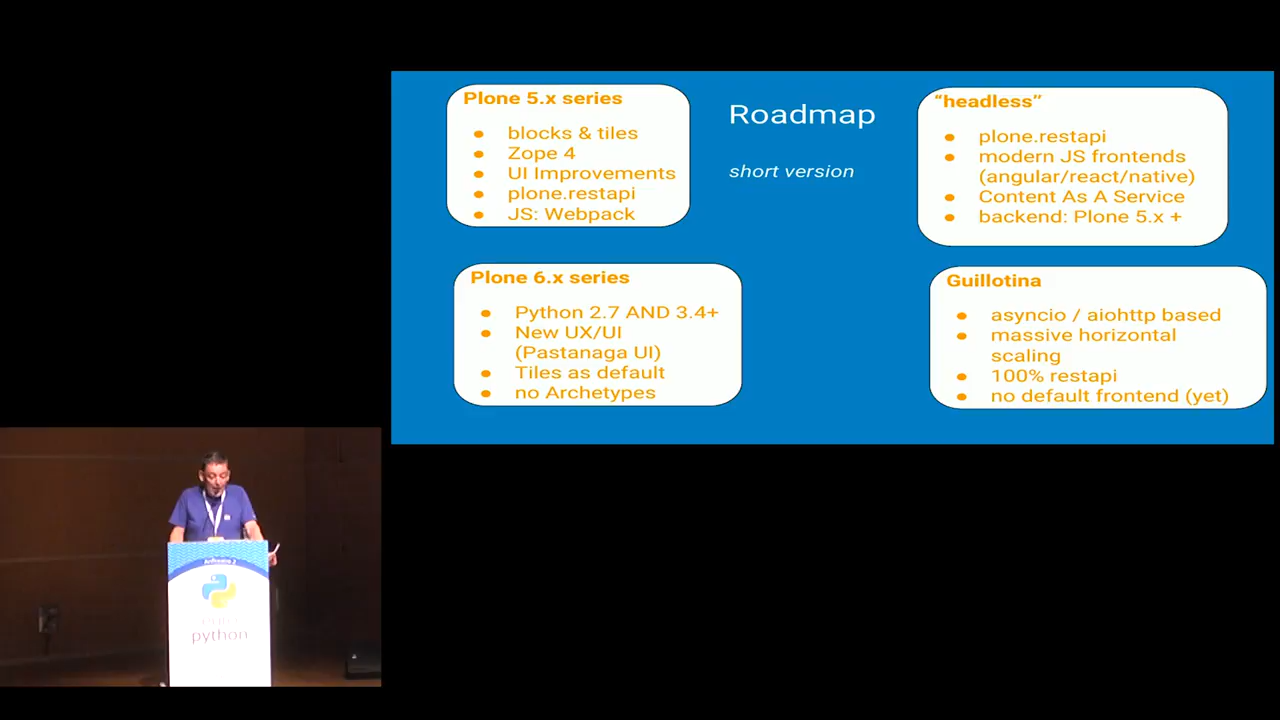 Plone 5.x series
● blocks & tiles
● Zope 4
● UI Improvements
● plone.restapi
● JS: Webpack
Roadmap
short version
“headless”
● plone.restapi
● modern JS frontends
(angular/react/native)
● Content As A Service
● backend: Plone 5.x +
Plone 6.x series
● Python 2.7 AND 3.4+
● New UX/UI
(Pastanaga UI)
● Tiles as default
● no Archetypes
Guillotina
● asyncio / aiohttp based
● massive horizontal
scaling
● 100% restapi
● no default frontend (yet)
python